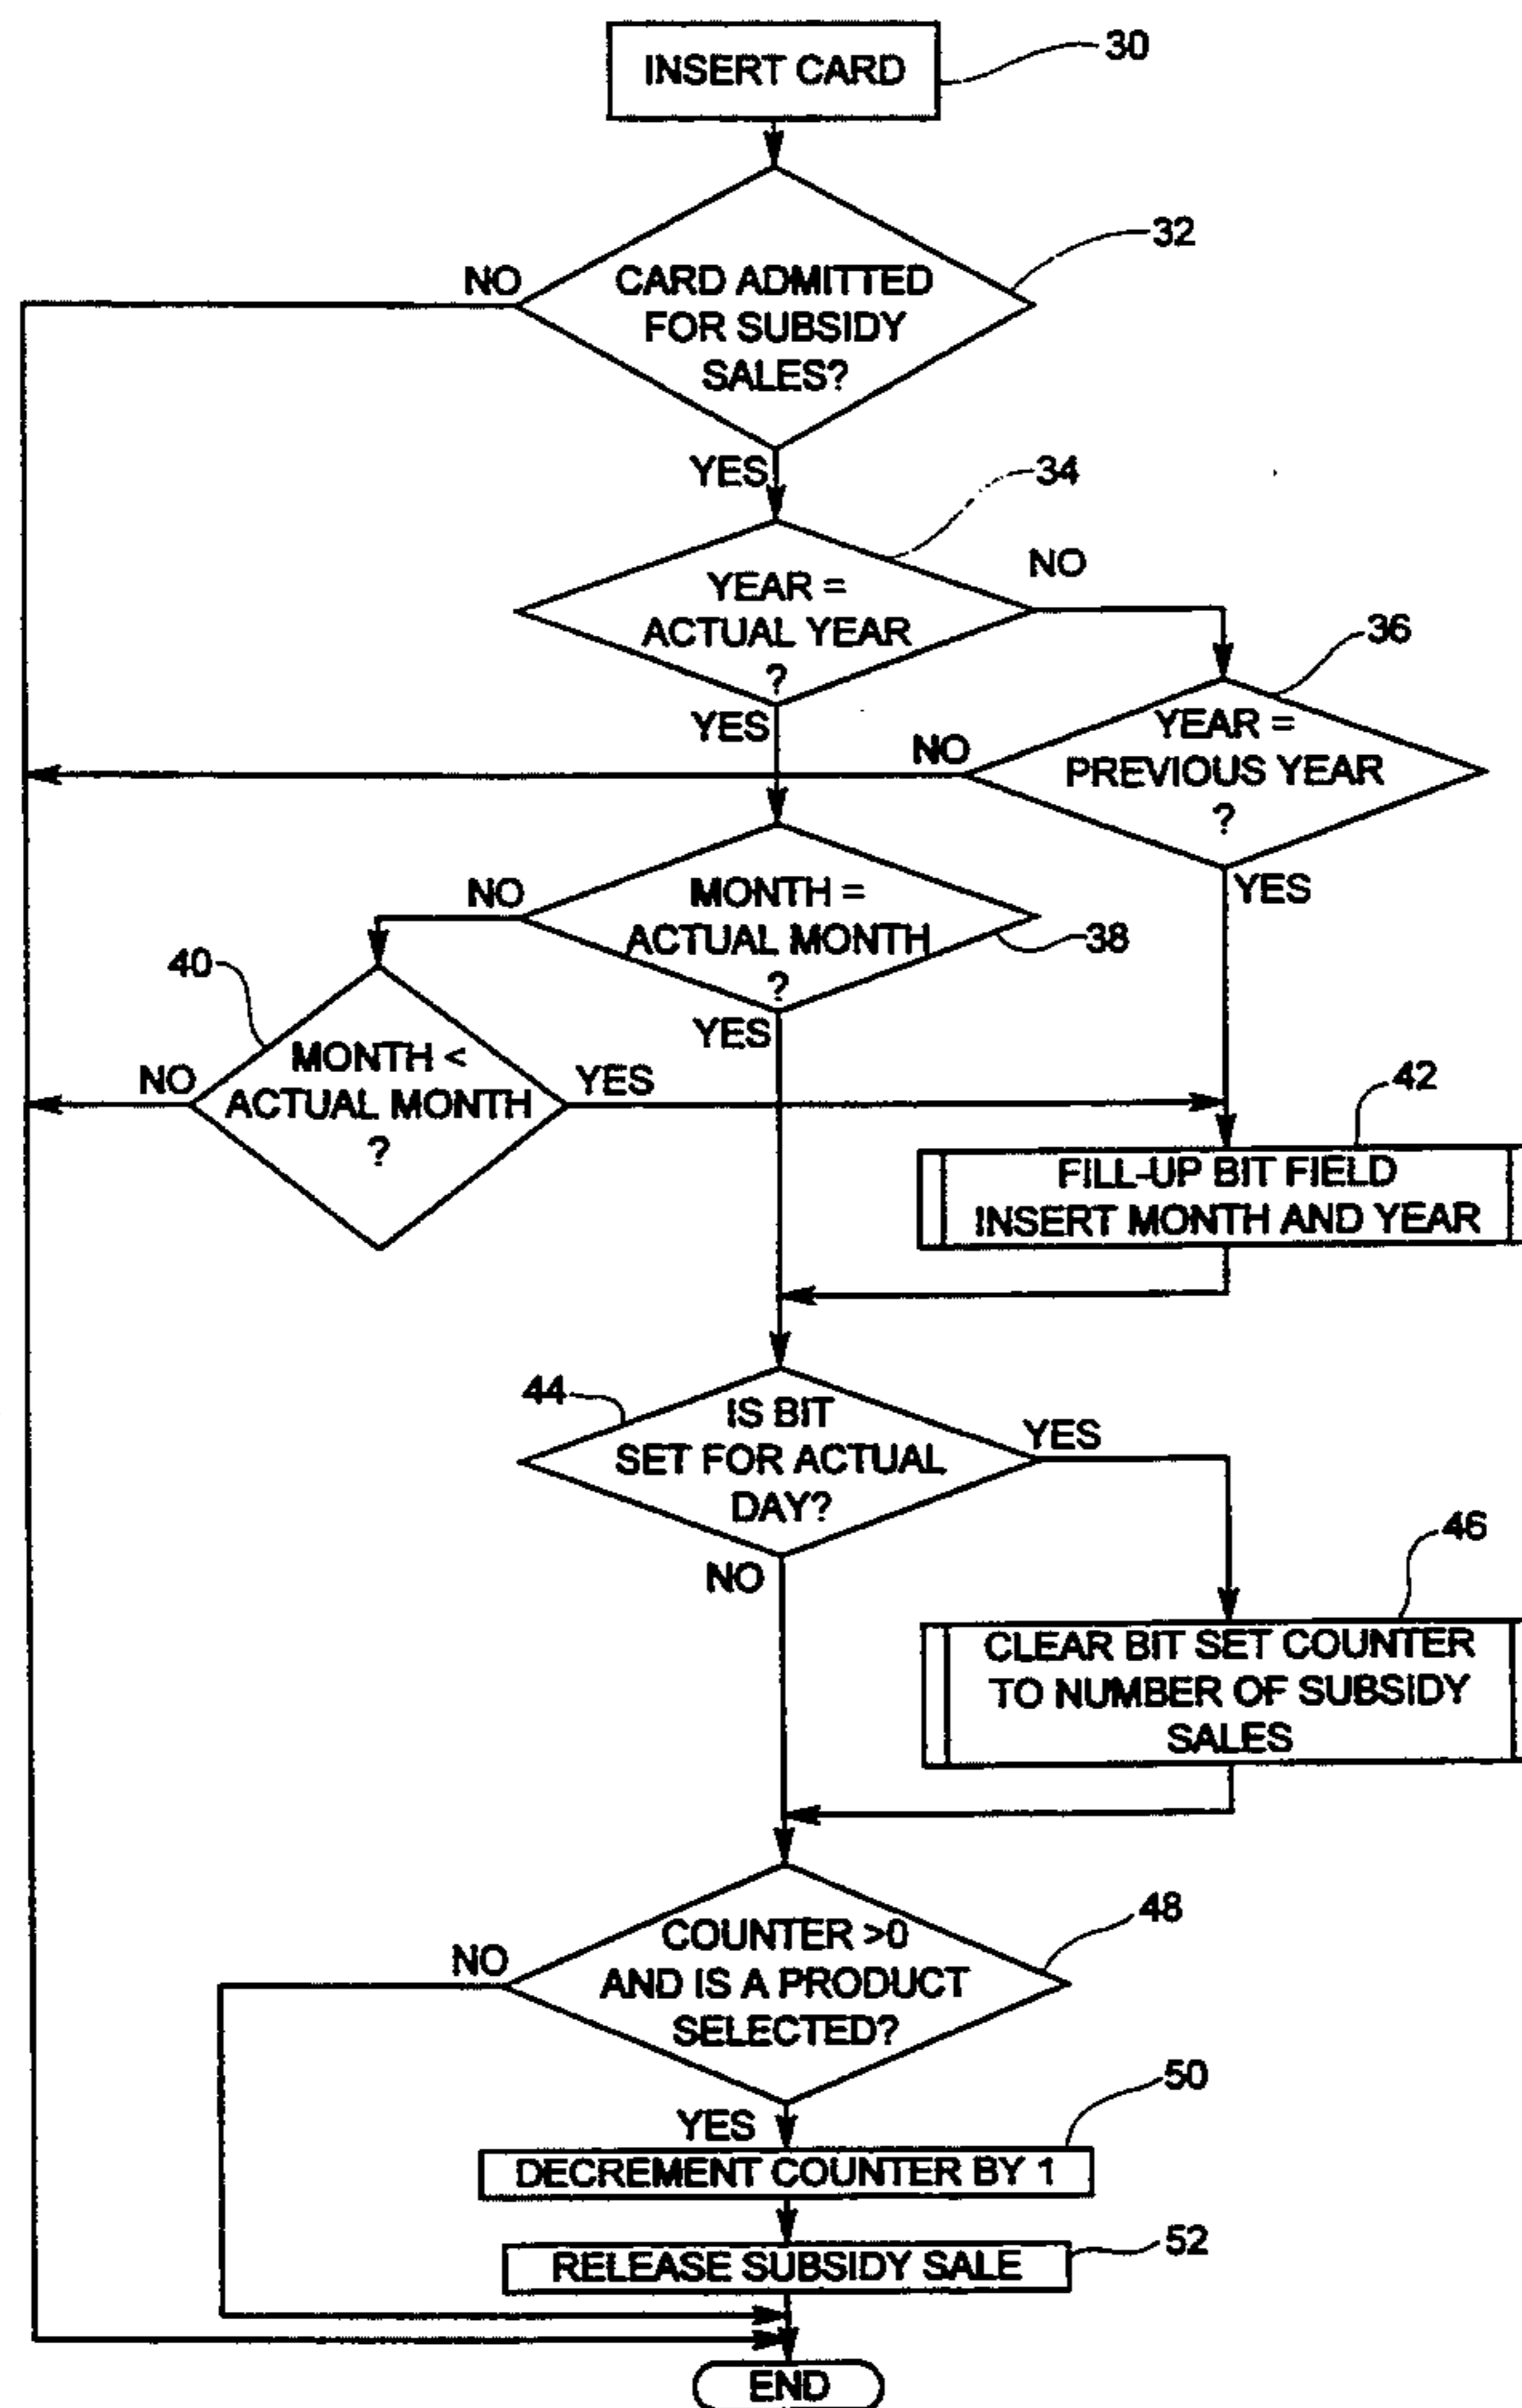 INSERT CARD
30
32
NO
CARD ADMITTED
FOR SUBSIDY
SALES?
YES
34
NO
YEAR =
ACTUAL YEAR
?
36
YES
NO
YEAR =
PREVIOUS YEAR
?
NO
MONTH =
ACTUAL MONTH
?
YES
38
40
YES
NO
MONTH <
ACTUAL MONTH
?
YES
42
FILL-UP BIT FIELD
INSERT MONTH AND YEAR
44
IS BIT
SET FOR ACTUAL
DAY?
YES
46
NO
CLEAR BIT SET COUNTER
TO NUMBER OF SUBSIDY
SALES
48
NO
COUNTER >0
AND IS A PRODUCT
SELECTED?
50
YES
DECREMENT COUNTER BY 1
52
RELEASE SUBSIDY SALE
END